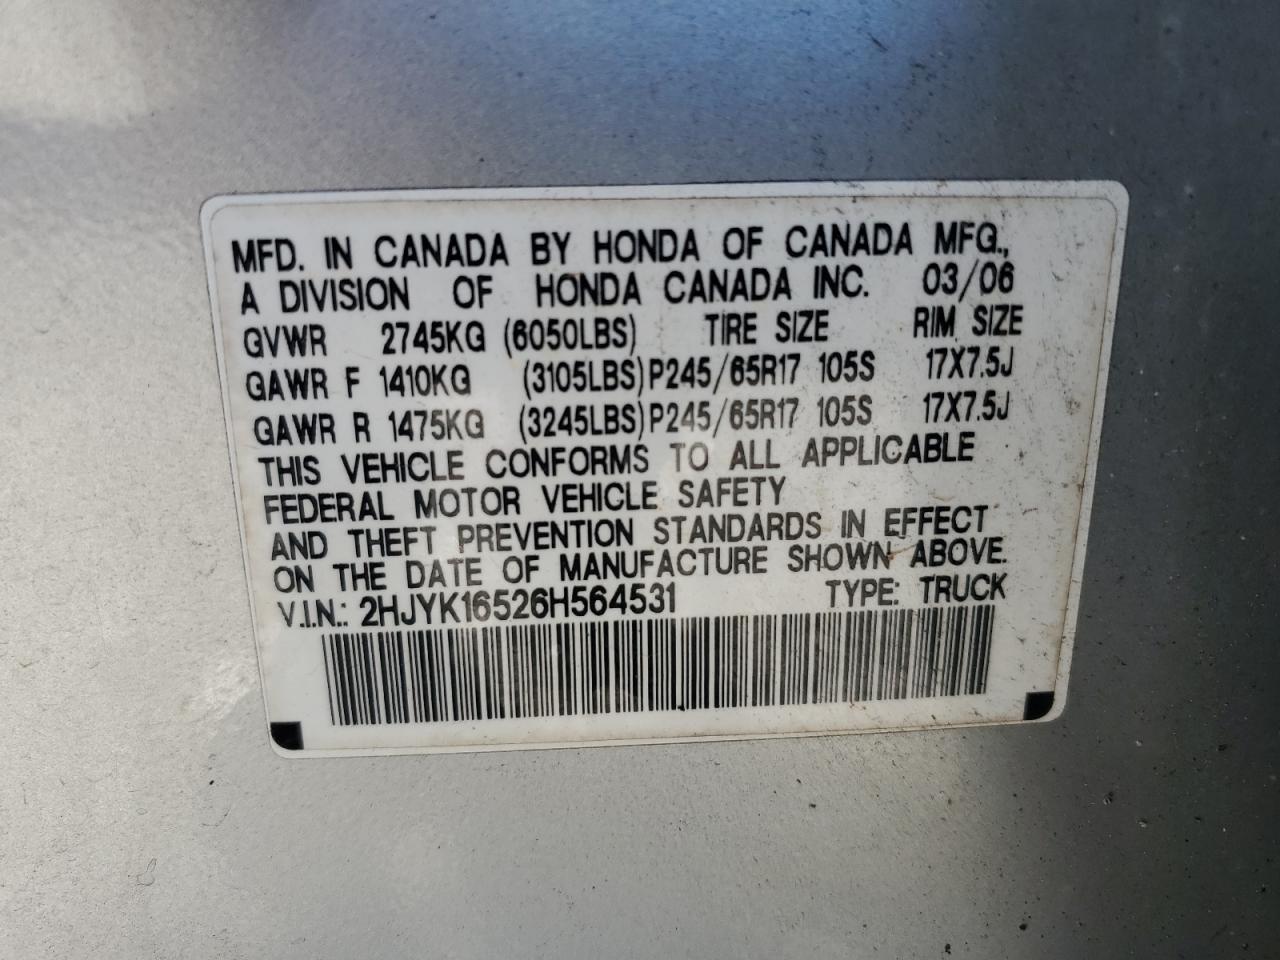 MFD. IN CANADA BY HONDA OF CANADA MFG.,
A DIVISION OF HONDA CANADA INC. 03/06
GVWR 2745KG (6050LBS) TIRE SIZE RIM SIZE
GAWR F 1410KG (3105LBS) P245/65R17 105S 17X7.5J
GAWR R 1475KG (3245LBS) P245/65R17 105S 17X7.5J
THIS VEHICLE CONFORMS TO ALL APPLICABLE
FEDERAL MOTOR VEHICLE SAFETY
AND THEFT PREVENTION STANDARDS IN EFFECT
ON THE DATE OF MANUFACTURE SHOWN ABOVE.
V.I.N.: 2HJYK16526H564531 TYPE: TRUCK